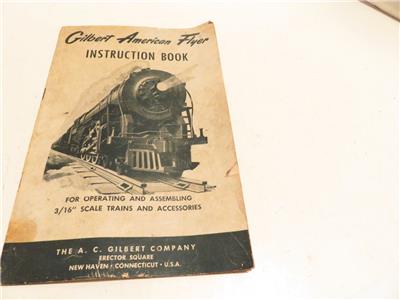 Gilbert American Flyer
INSTRUCTION BOOK
FOR OPERATING AND ASSEMBLING
3/16" SCALE TRAINS AND ACCESSORIES
THE A. C. GILBERT COMPANY
ERECTOR SQUARE
NEW HAVEN · CONNECTICUT · U.S.A.